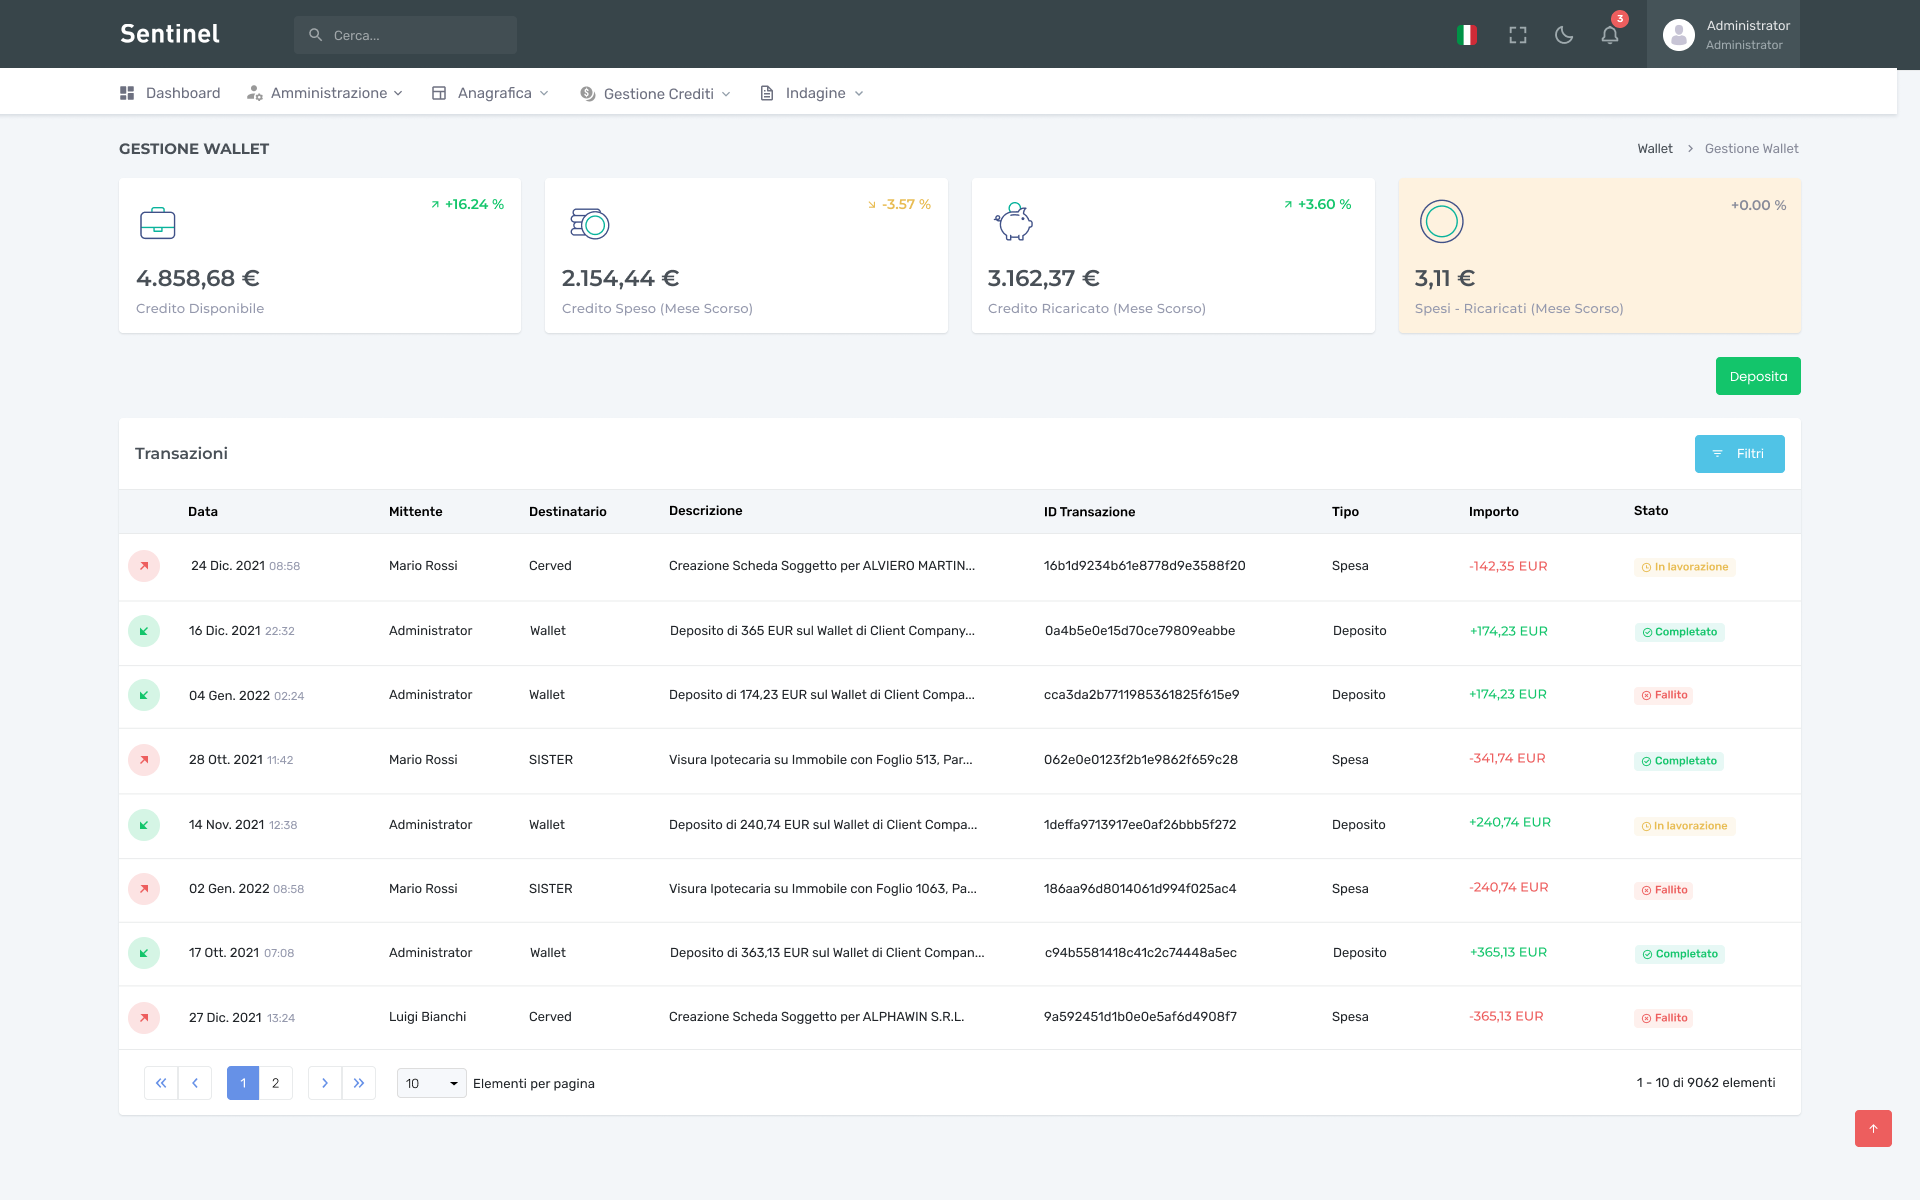 Sentinel
Cerca...
3
Administrator
Administrator
Dashboard
Amministrazione
Anagrafica
Gestione Crediti
Indagine
GESTIONE WALLET
Wallet > Gestione Wallet
+16.24 %
4.858,68 €
Credito Disponibile
-3.57 %
2.154,44 €
Credito Speso (Mese Scorso)
+3.60 %
3.162,37 €
Credito Ricaricato (Mese Scorso)
+0.00 %
3,11 €
Spesi - Ricaricati (Mese Scorso)
Deposita
Transazioni
Filtri
Data Mittente Destinatario Descrizione ID Transazione Tipo Importo Stato
24 Dic. 2021 08:58 Mario Rossi Cerved Creazione Scheda Soggetto per ALVIERO MARTIN... 16b1d9234b61e8778d9e3588f20 Spesa -142,35 EUR In lavorazione
16 Dic. 2021 22:32 Administrator Wallet Deposito di 365 EUR sul Wallet di Client Company... 0a4b5e0e15d70ce79809eabbe Deposito +174,23 EUR Completato
04 Gen. 2022 02:24 Administrator Wallet Deposito di 174,23 EUR sul Wallet di Client Compa... cca3da2b7711985361825f615e9 Deposito +174,23 EUR Fallito
28 Ott. 2021 11:42 Mario Rossi SISTER Visura Ipotecaria su Immobile con Foglio 513, Par... 062e0e0123f2b1e9862f659c28 Spesa -341,74 EUR Completato
14 Nov. 2021 12:38 Administrator Wallet Deposito di 240,74 EUR sul Wallet di Client Compa... 1deffa9713917ee0af26bbb5f272 Deposito +240,74 EUR In lavorazione
02 Gen. 2022 08:58 Mario Rossi SISTER Visura Ipotecaria su Immobile con Foglio 1063, Pa... 186aa96d8014061d994f025ac4 Spesa -240,74 EUR Fallito
17 Ott. 2021 07:08 Administrator Wallet Deposito di 363,13 EUR sul Wallet di Client Compan... c94b5581418c41c2c74448a5ec Deposito +365,13 EUR Completato
27 Dic. 2021 13:24 Luigi Bianchi Cerved Creazione Scheda Soggetto per ALPHAWIN S.R.L. 9a592451d1b0e0e5af6d4908f7 Spesa -365,13 EUR Fallito
1 2 10 Elementi per pagina 1 - 10 di 9062 elementi